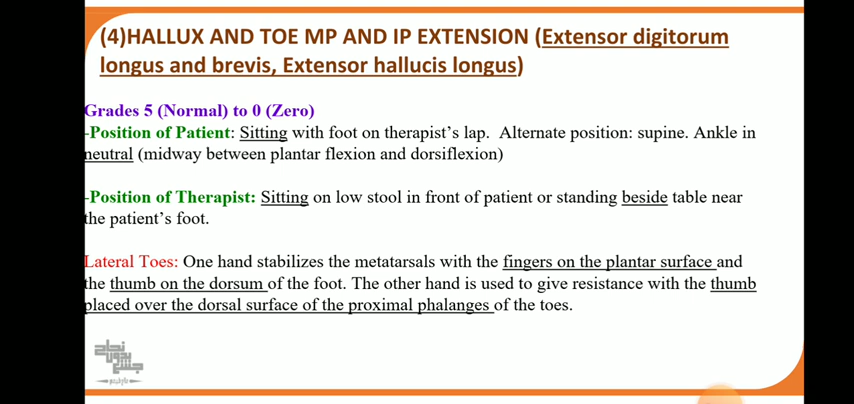 (4)HALLUX AND TOE MP AND IP EXTENSION (Extensor digitorum
longus and brevis, Extensor hallucis longus)
Grades 5 (Normal) to 0 (Zero)
-Position of Patient: Sitting with foot on therapist's lap. Alternate position: supine. Ankle in
neutral (midway between plantar flexion and dorsiflexion)
-Position of Therapist: Sitting on low stool in front of patient or standing beside table near
the patient's foot.
Lateral Toes: One hand stabilizes the metatarsals with the fingers on the plantar surface and
the thumb on the dorsum of the foot. The other hand is used to give resistance with the thumb
placed over the dorsal surface of the proximal phalanges of the toes.
نجاح
بدون
جشع